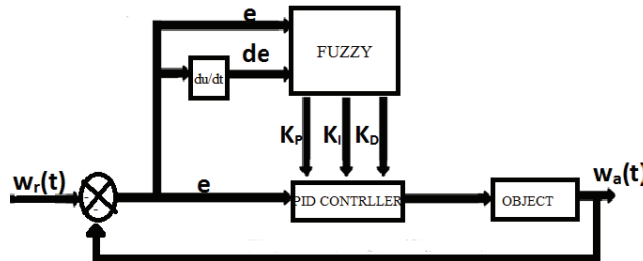 e
de
FUZZY
du/dt
K_P K_I K_D
w_r(t)
w_a(t)
e
PID CONTRLLER
OBJECT